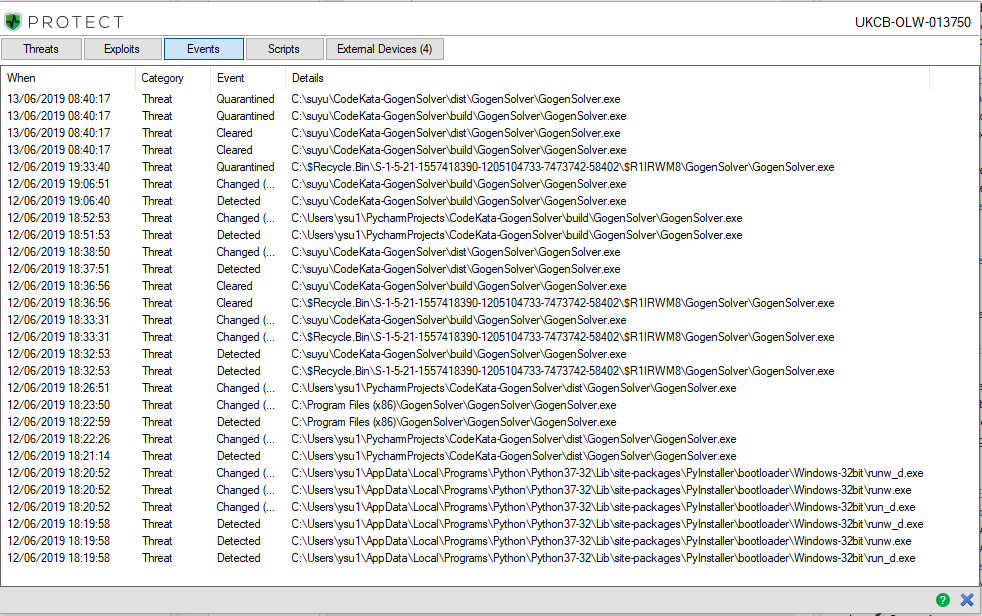 PROTECT
UKCB-OLW-013750
Threats Exploits Events Scripts External Devices (4)
When Category Event Details
13/06/2019 08:40:17 Threat Quarantined C:\suyu\CodeKata-GogenSolver\dist\GogenSolver\GogenSolver.exe
13/06/2019 08:40:17 Threat Quarantined C:\suyu\CodeKata-GogenSolver\build\GogenSolver\GogenSolver.exe
13/06/2019 08:40:17 Threat Cleared C:\suyu\CodeKata-GogenSolver\dist\GogenSolver\GogenSolver.exe
13/06/2019 08:40:17 Threat Cleared C:\suyu\CodeKata-GogenSolver\build\GogenSolver\GogenSolver.exe
12/06/2019 19:33:40 Threat Quarantined C:\$Recycle.Bin\S-1-5-21-1557418390-1205104733-7473742-58402\$R1IRWM8\GogenSolver\GogenSolver.exe
12/06/2019 19:06:51 Threat Changed (... C:\suyu\CodeKata-GogenSolver\build\GogenSolver\GogenSolver.exe
12/06/2019 19:06:40 Threat Detected C:\suyu\CodeKata-GogenSolver\build\GogenSolver\GogenSolver.exe
12/06/2019 18:52:53 Threat Changed (... C:\Users\ysu1\PycharmProjects\CodeKata-GogenSolver\build\GogenSolver\GogenSolver.exe
12/06/2019 18:51:53 Threat Detected C:\Users\ysu1\PycharmProjects\CodeKata-GogenSolver\build\GogenSolver\GogenSolver.exe
12/06/2019 18:38:50 Threat Changed (... C:\suyu\CodeKata-GogenSolver\dist\GogenSolver\GogenSolver.exe
12/06/2019 18:37:51 Threat Detected C:\suyu\CodeKata-GogenSolver\dist\GogenSolver\GogenSolver.exe
12/06/2019 18:36:56 Threat Cleared C:\suyu\CodeKata-GogenSolver\build\GogenSolver\GogenSolver.exe
12/06/2019 18:36:56 Threat Cleared C:\$Recycle.Bin\S-1-5-21-1557418390-1205104733-7473742-58402\$R1IRWM8\GogenSolver\GogenSolver.exe
12/06/2019 18:33:31 Threat Changed (... C:\suyu\CodeKata-GogenSolver\build\GogenSolver\GogenSolver.exe
12/06/2019 18:33:31 Threat Changed (... C:\$Recycle.Bin\S-1-5-21-1557418390-1205104733-7473742-58402\$R1IRWM8\GogenSolver\GogenSolver.exe
12/06/2019 18:32:53 Threat Detected C:\suyu\CodeKata-GogenSolver\build\GogenSolver\GogenSolver.exe
12/06/2019 18:32:53 Threat Detected C:\$Recycle.Bin\S-1-5-21-1557418390-1205104733-7473742-58402\$R1IRWM8\GogenSolver\GogenSolver.exe
12/06/2019 18:26:51 Threat Changed (... C:\Users\ysu1\PycharmProjects\CodeKata-GogenSolver\dist\GogenSolver\GogenSolver.exe
12/06/2019 18:23:50 Threat Changed (... C:\Program Files (x86)\GogenSolver\GogenSolver\GogenSolver.exe
12/06/2019 18:22:59 Threat Detected C:\Program Files (x86)\GogenSolver\GogenSolver\GogenSolver.exe
12/06/2019 18:22:26 Threat Changed (... C:\Users\ysu1\PycharmProjects\CodeKata-GogenSolver\dist\GogenSolver\GogenSolver.exe
12/06/2019 18:21:14 Threat Detected C:\Users\ysu1\PycharmProjects\CodeKata-GogenSolver\dist\GogenSolver\GogenSolver.exe
12/06/2019 18:20:52 Threat Changed (... C:\Users\ysu1\AppData\Local\Programs\Python\Python37-32\Lib\site-packages\PyInstaller\bootloader\Windows-32bit\runw_d.exe
12/06/2019 18:20:52 Threat Changed (... C:\Users\ysu1\AppData\Local\Programs\Python\Python37-32\Lib\site-packages\PyInstaller\bootloader\Windows-32bit\runw.exe
12/06/2019 18:20:52 Threat Changed (... C:\Users\ysu1\AppData\Local\Programs\Python\Python37-32\Lib\site-packages\PyInstaller\bootloader\Windows-32bit\run_d.exe
12/06/2019 18:19:58 Threat Detected C:\Users\ysu1\AppData\Local\Programs\Python\Python37-32\Lib\site-packages\PyInstaller\bootloader\Windows-32bit\runw_d.exe
12/06/2019 18:19:58 Threat Detected C:\Users\ysu1\AppData\Local\Programs\Python\Python37-32\Lib\site-packages\PyInstaller\bootloader\Windows-32bit\runw.exe
12/06/2019 18:19:58 Threat Detected C:\Users\ysu1\AppData\Local\Programs\Python\Python37-32\Lib\site-packages\PyInstaller\bootloader\Windows-32bit\run_d.exe